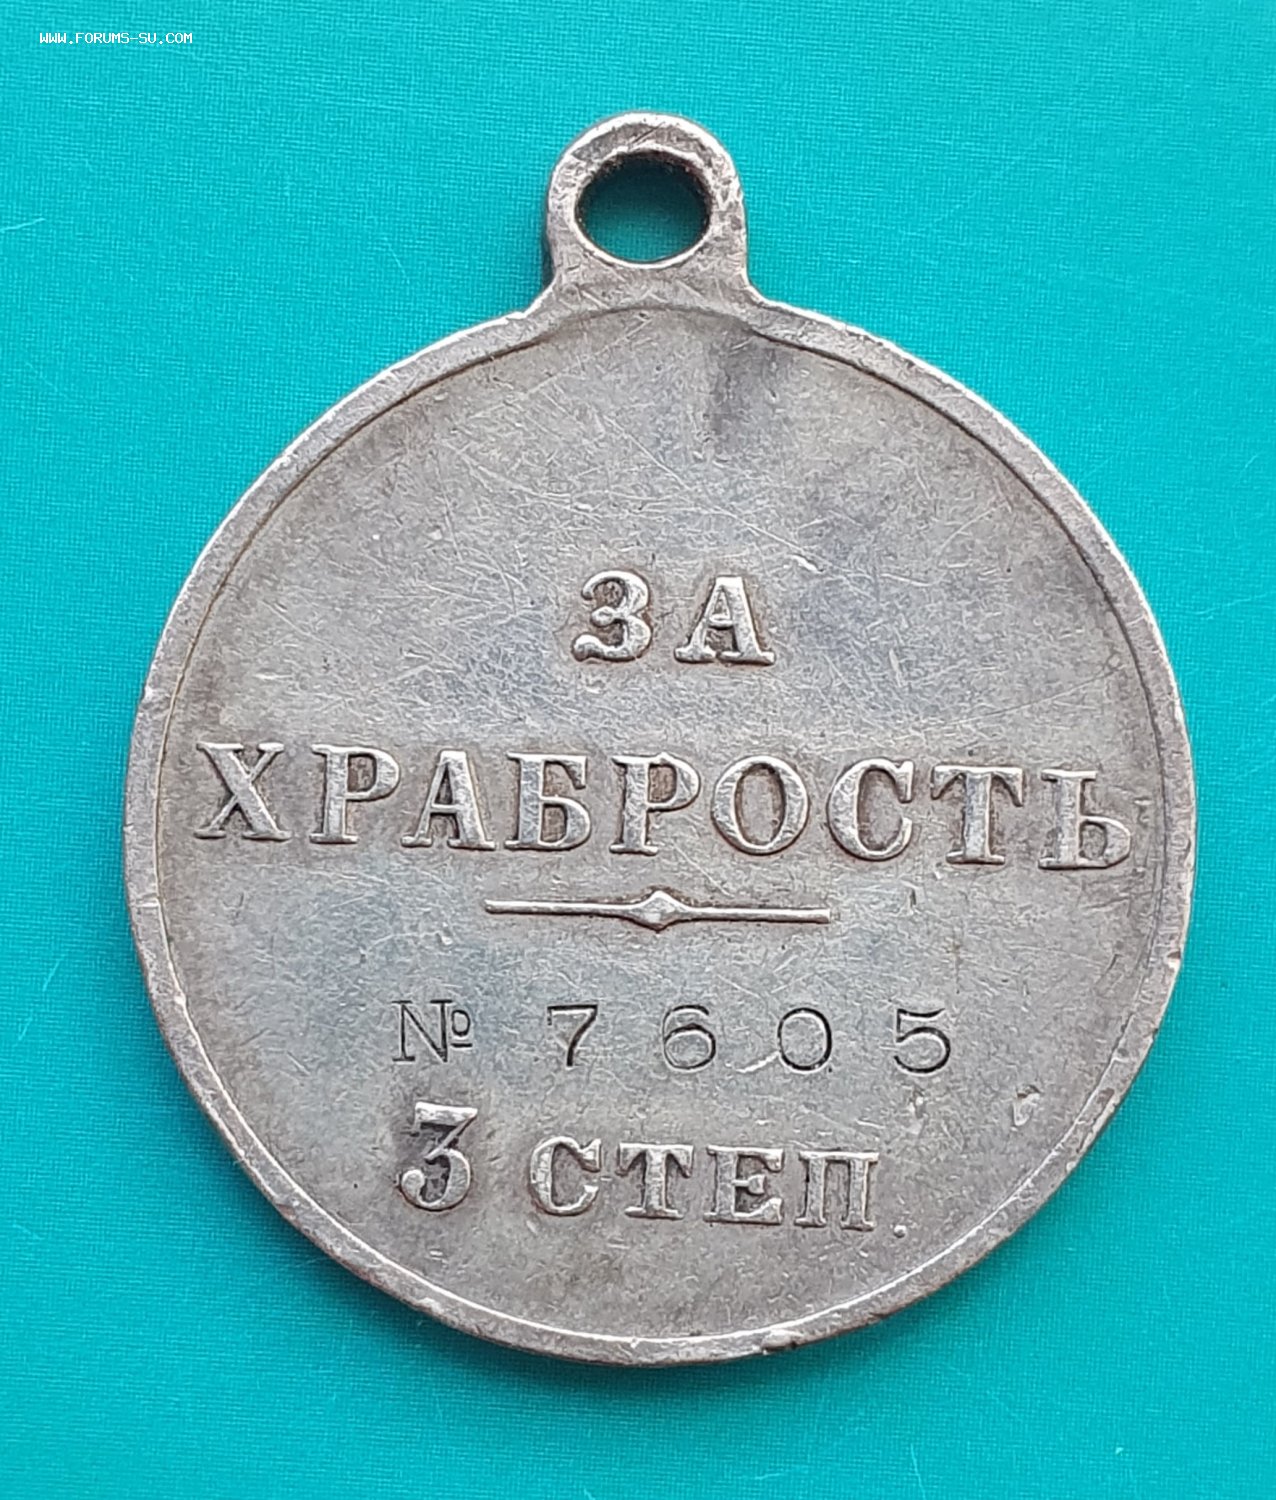 WWW.FORUMS-SU.COM
ЗА
ХРАБРОСТЬ
№ 7605
3 СТЕП.